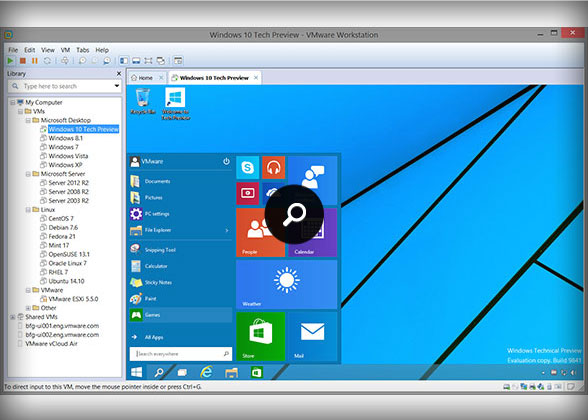 Windows 10 Tech Preview - VMware Workstation
File Edit View VM Tabs Help
Library
Type here to search
Home
Windows 10 Tech Preview
My Computer
VMs
Microsoft Desktop
Windows 10 Tech Preview
Windows 8.1
Windows 7
Windows Vista
Windows XP
Microsoft Server
Server 2012 R2
Server 2008 R2
Server 2003 R2
Linux
CentOS 7
Debian 7.6
Fedora 21
Mint 17
OpenSUSE 13.1
Oracle Linux 7
RHEL 7
Ubuntu 14.10
VMware
VMware ESXi 5.5.0
Other
Shared VMs
bfg-ui001.eng.vmware.com
bfg-ui002.eng.vmware.com
VMware vCloud Air
Recycle Bin
Welcome to
Tech Preview
VMware
Documents
Pictures
PC settings
File Explorer
Snipping Tool
Calculator
Sticky Notes
Paint
Games
All Apps
Search everywhere
People
Calendar
Weather
Store
Mail
Windows Technical Preview
Evaluation copy. Build 9841
To direct input to this VM, move the mouse pointer inside or press Ctrl+G.